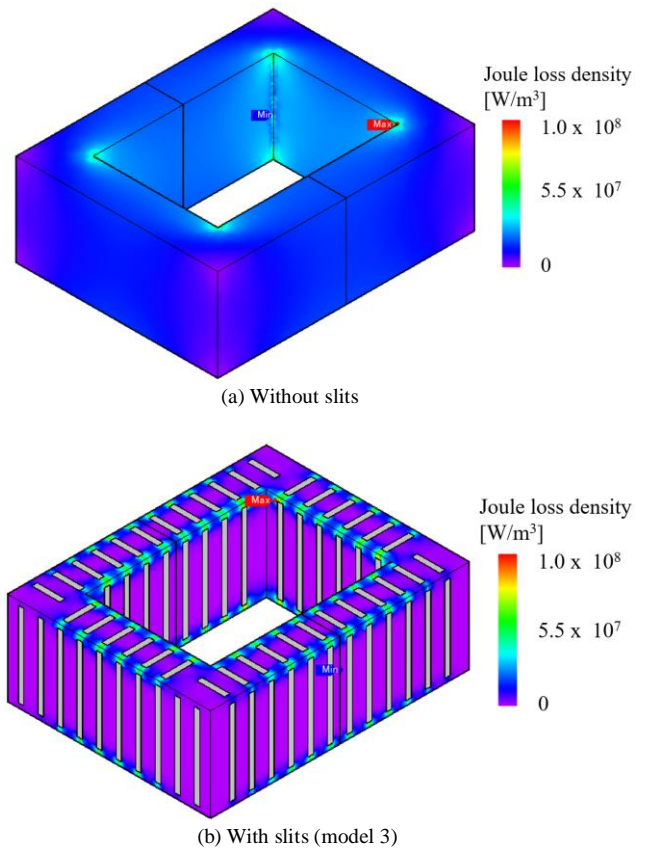 Joule loss density
[W/m³]
1.0 x 10⁸
5.5 x 10⁷
0
Min
Max
(a) Without slits
Joule loss density
[W/m³]
1.0 x 10⁸
5.5 x 10⁷
0
Max
Min
(b) With slits (model 3)